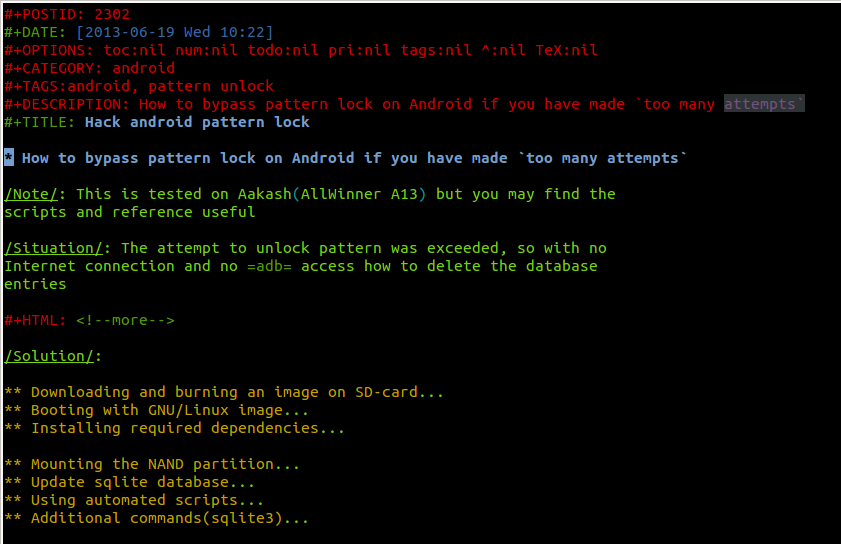 #+POSTID: 2302
#+DATE: [2013-06-19 Wed 10:22]
#+OPTIONS: toc:nil num:nil todo:nil pri:nil tags:nil ^:nil TeX:nil
#+CATEGORY: android
#+TAGS:android, pattern unlock
#+DESCRIPTION: How to bypass pattern lock on Android if you have made `too many attempts`
#+TITLE: Hack android pattern lock
* How to bypass pattern lock on Android if you have made `too many attempts`
/Note/: This is tested on Aakash(AllWinner A13) but you may find the
scripts and reference useful
/Situation/: The attempt to unlock pattern was exceeded, so with no
Internet connection and no =adb= access how to delete the database
entries
#+HTML: <!--more-->
/Solution/:
** Downloading and burning an image on SD-card...
** Booting with GNU/Linux image...
** Installing required dependencies...
** Mounting the NAND partition...
** Update sqlite database...
** Using automated scripts...
** Additional commands(sqlite3)...